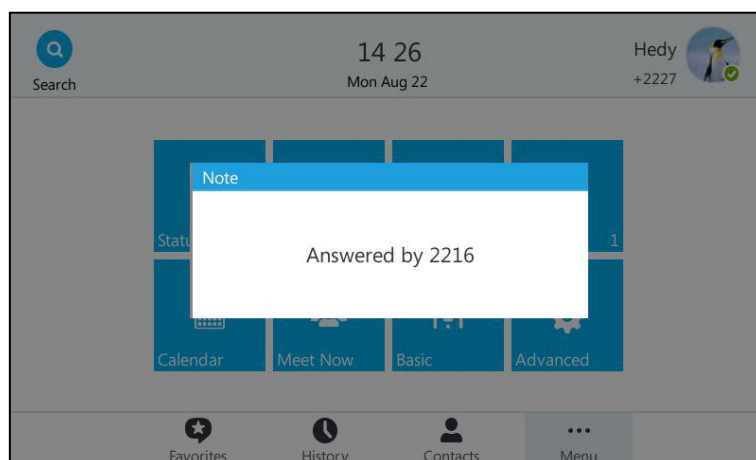 14 26
Hedy
Search
Mon Aug 22
+2227
Note
Answered by 2216
1
Calendar
Meet Now
Basic
Advanced
Favorites
History
Contacts
Menu